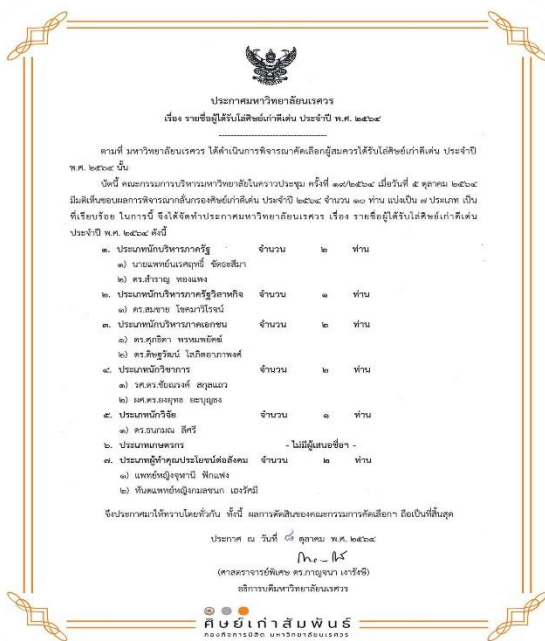 ประกาศมหาวิทยาลัยนเรศวร
เรื่อง รายชื่อผู้ได้รับโล่ศิษย์เก่าดีเด่น ประจำปี พ.ศ. ๒๕๖๔
ตามที่ มหาวิทยาลัยนเรศวร ได้ดำเนินการพิจารณาคัดเลือกผู้สมควรได้รับโล่ศิษย์เก่าดีเด่น ประจำปี
พ.ศ. ๒๕๖๔ นั้น
บัดนี้ คณะกรรมการบริหารมหาวิทยาลัยในคราวประชุม ครั้งที่ ๑๙/๒๕๖๔ เมื่อวันที่ ๕ ตุลาคม ๒๕๖๔
มีมติเห็นชอบผลการพิจารณากลั่นกรองศิษย์เก่าดีเด่น ประจำปี ๒๕๖๔ จำนวน ๑๐ ท่าน แบ่งเป็น ๗ ประเภท เป็น
ที่เรียบร้อย ในการนี้ จึงได้จัดทำประกาศมหาวิทยาลัยนเรศวร เรื่อง รายชื่อผู้ได้รับโล่ศิษย์เก่าดีเด่น
ประจำปี พ.ศ. ๒๕๖๔ ดังนี้
๑. ประเภทนักบริหารภาครัฐ จำนวน ๒ ท่าน
๑) นายแพทย์นเรศฤทธิ์ ขัดธะสีมา
๒) ดร.สำราญ ทองแพง
๒. ประเภทนักบริหารภาครัฐวิสาหกิจ จำนวน ๑ ท่าน
๑) ดร.สมชาย โชคมาวิโรจน์
๓. ประเภทนักบริหารภาคเอกชน จำนวน ๒ ท่าน
๑) ดร.ศุภธิดา พรหมพยัคฆ์
๒) ดร.ดิษฐวัฒน์ โสภิตอาภาพงศ์
๔. ประเภทนักวิชาการ จำนวน ๒ ท่าน
๑) รศ.ดร.ชัยณรงค์ สกุลแถว
๒) ผศ.ดร.ยงยุทธ ยะบุญธง
๕. ประเภทนักวิจัย จำนวน ๑ ท่าน
๑) ดร.ธนกมณ ลีศรี
๖. ประเภทเกษตรกร - ไม่มีผู้เสนอชื่อฯ -
๗. ประเภทผู้ทำคุณประโยชน์ต่อสังคม จำนวน ๒ ท่าน
๑) แพทย์หญิงจุฑานี ฟักแฟง
๒) ทันตแพทย์หญิงกมลชนก เฮงรัศมี
จึงประกาศมาให้ทราบโดยทั่วกัน ทั้งนี้ ผลการตัดสินของคณะกรรมการคัดเลือกฯ ถือเป็นที่สิ้นสุด
ประกาศ ณ วันที่ ๘ ตุลาคม พ.ศ. ๒๕๖๔
(ศาสตราจารย์พิเศษ ดร.กาญจนา เงารังษี)
อธิการบดีมหาวิทยาลัยนเรศวร
ศิษย์เก่าสัมพันธ์
กองกิจการนิสิต มหาวิทยาลัยนเรศวร